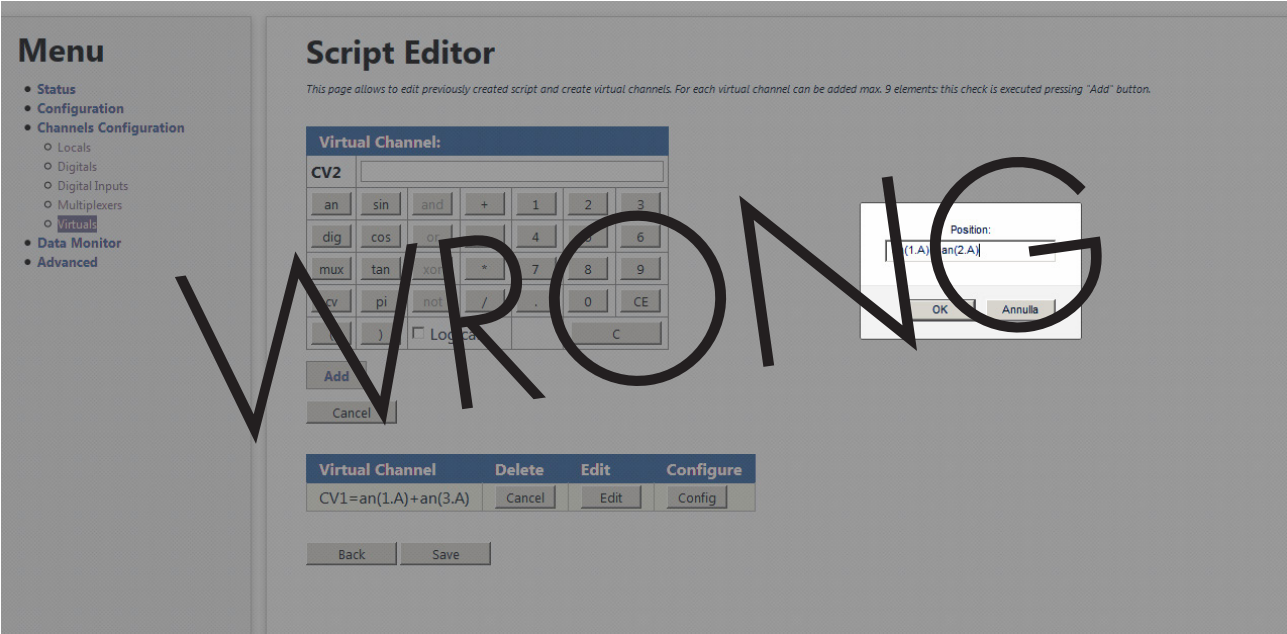 Menu
Status
Configuration
Channels Configuration
Locals
Digitals
Digital Inputs
Multiplexers
Virtuals
Data Monitor
Advanced
Script Editor
This page allows to edit previously created script and create virtual channels. For each virtual channel can be added max. 9 elements: this check is executed pressing "Add" button.
Virtual Channel:
CV2
an sin and + 1 2 3
dig cos or 4 6
mux tan xor * 7 8 9
cv pi not / . 0 CE
) C
Add
Cancel
WRONG
Position:
(1.A) an(2.A)
OK Annulla
Virtual Channel Delete Edit Configure
CV1=an(1.A)+an(3.A) Cancel Edit Config
Back Save